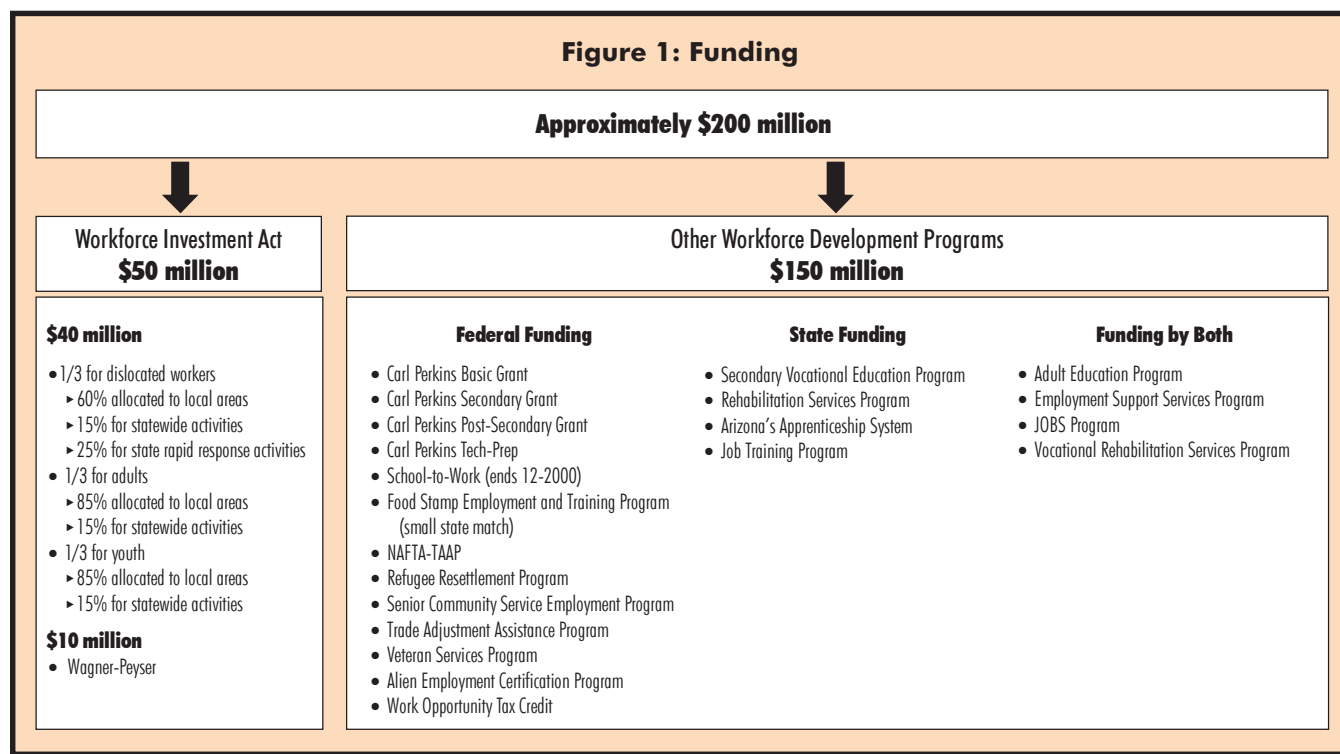 Figure 1: Funding
Approximately $200 million
Workforce Investment Act
$50 million
$40 million
• 1/3 for dislocated workers
▸ 60% allocated to local areas
▸ 15% for statewide activities
▸ 25% for state rapid response activities
• 1/3 for adults
▸ 85% allocated to local areas
▸ 15% for statewide activities
• 1/3 for youth
▸ 85% allocated to local areas
▸ 15% for statewide activities
$10 million
• Wagner-Peyser
Other Workforce Development Programs
$150 million
Federal Funding
• Carl Perkins Basic Grant
• Carl Perkins Secondary Grant
• Carl Perkins Post-Secondary Grant
• Carl Perkins Tech-Prep
• School-to-Work (ends 12-2000)
• Food Stamp Employment and Training Program
(small state match)
• NAFTA-TAAP
• Refugee Resettlement Program
• Senior Community Service Employment Program
• Trade Adjustment Assistance Program
• Veteran Services Program
• Alien Employment Certification Program
• Work Opportunity Tax Credit
State Funding
• Secondary Vocational Education Program
• Rehabilitation Services Program
• Arizona's Apprenticeship System
• Job Training Program
Funding by Both
• Adult Education Program
• Employment Support Services Program
• JOBS Program
• Vocational Rehabilitation Services Program